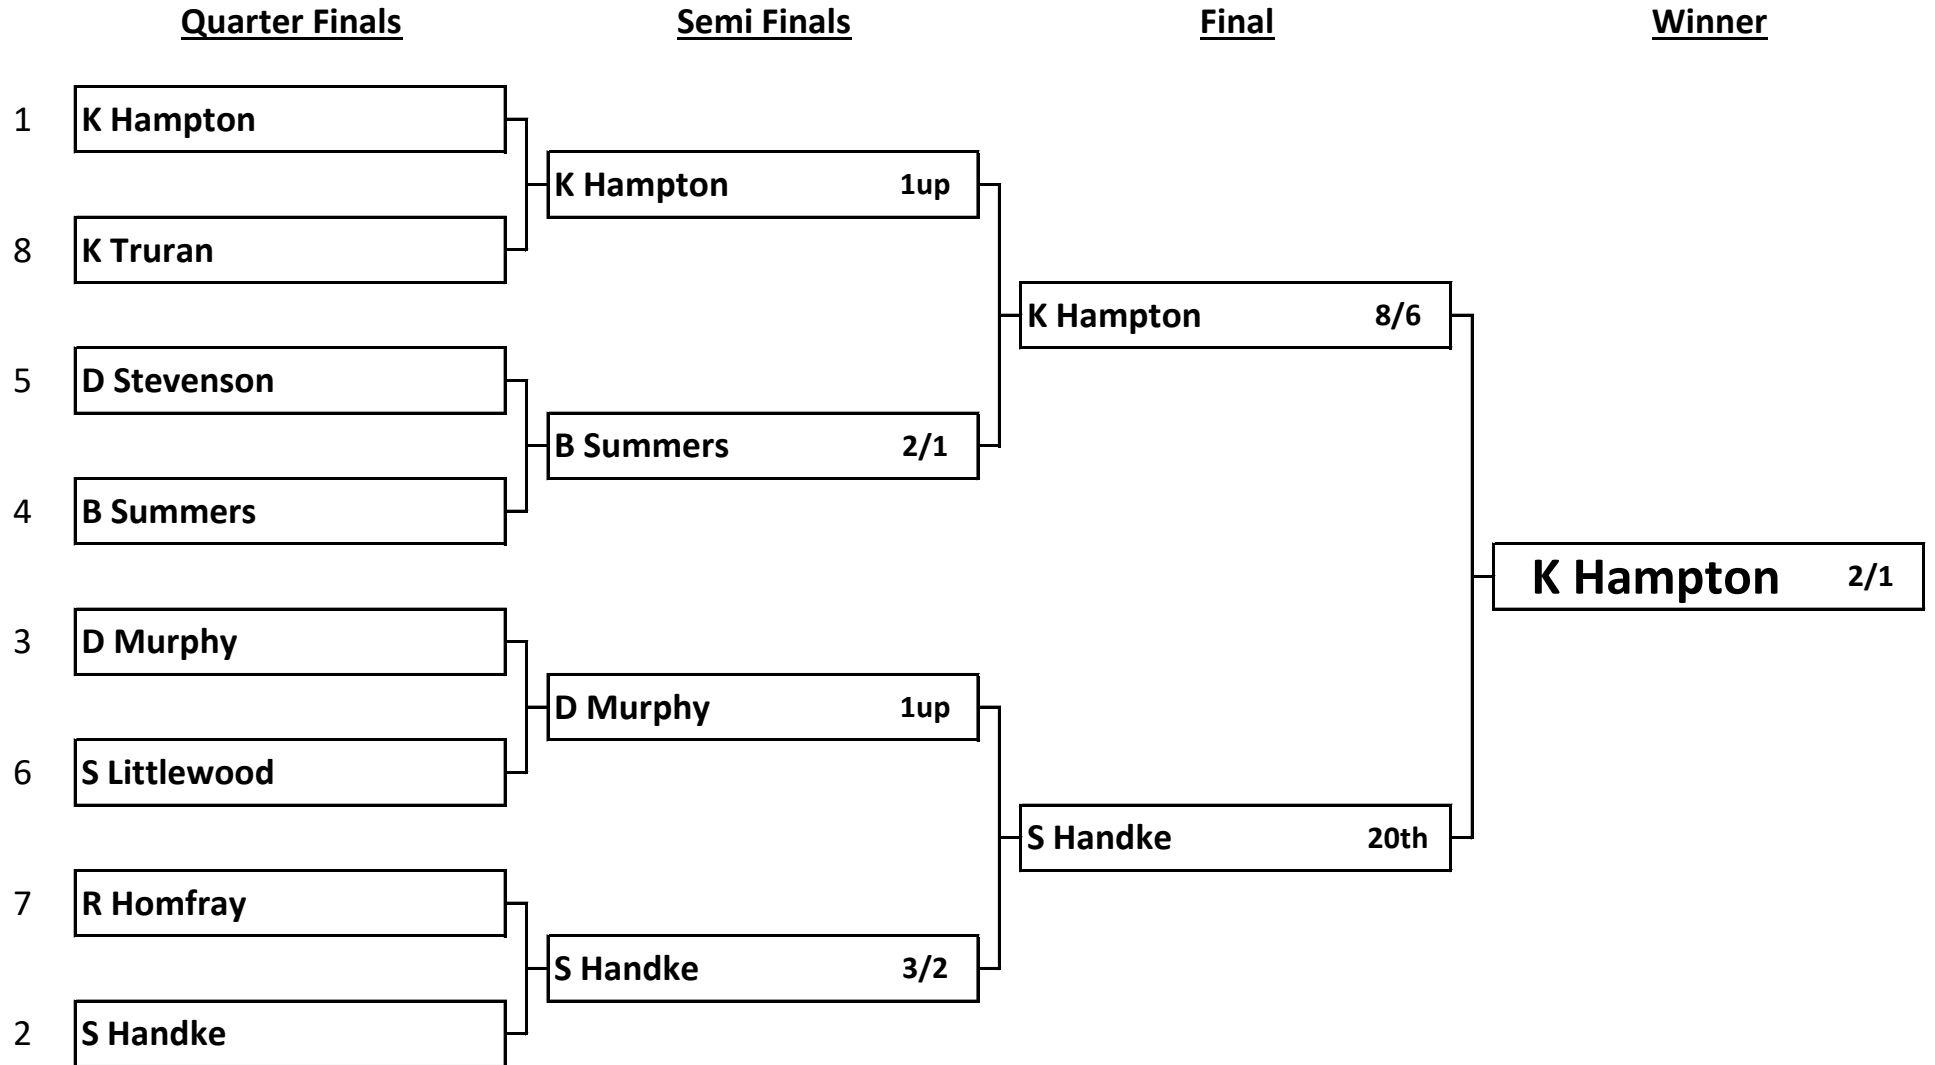 Quarter Finals Semi Finals Final Winner
1 K Hampton
K Hampton 1up
8 K Truran
K Hampton 8/6
5 D Stevenson
B Summers 2/1
4 B Summers
K Hampton 2/1
3 D Murphy
D Murphy 1up
6 S Littlewood
S Handke 20th
7 R Homfray
S Handke 3/2
2 S Handke